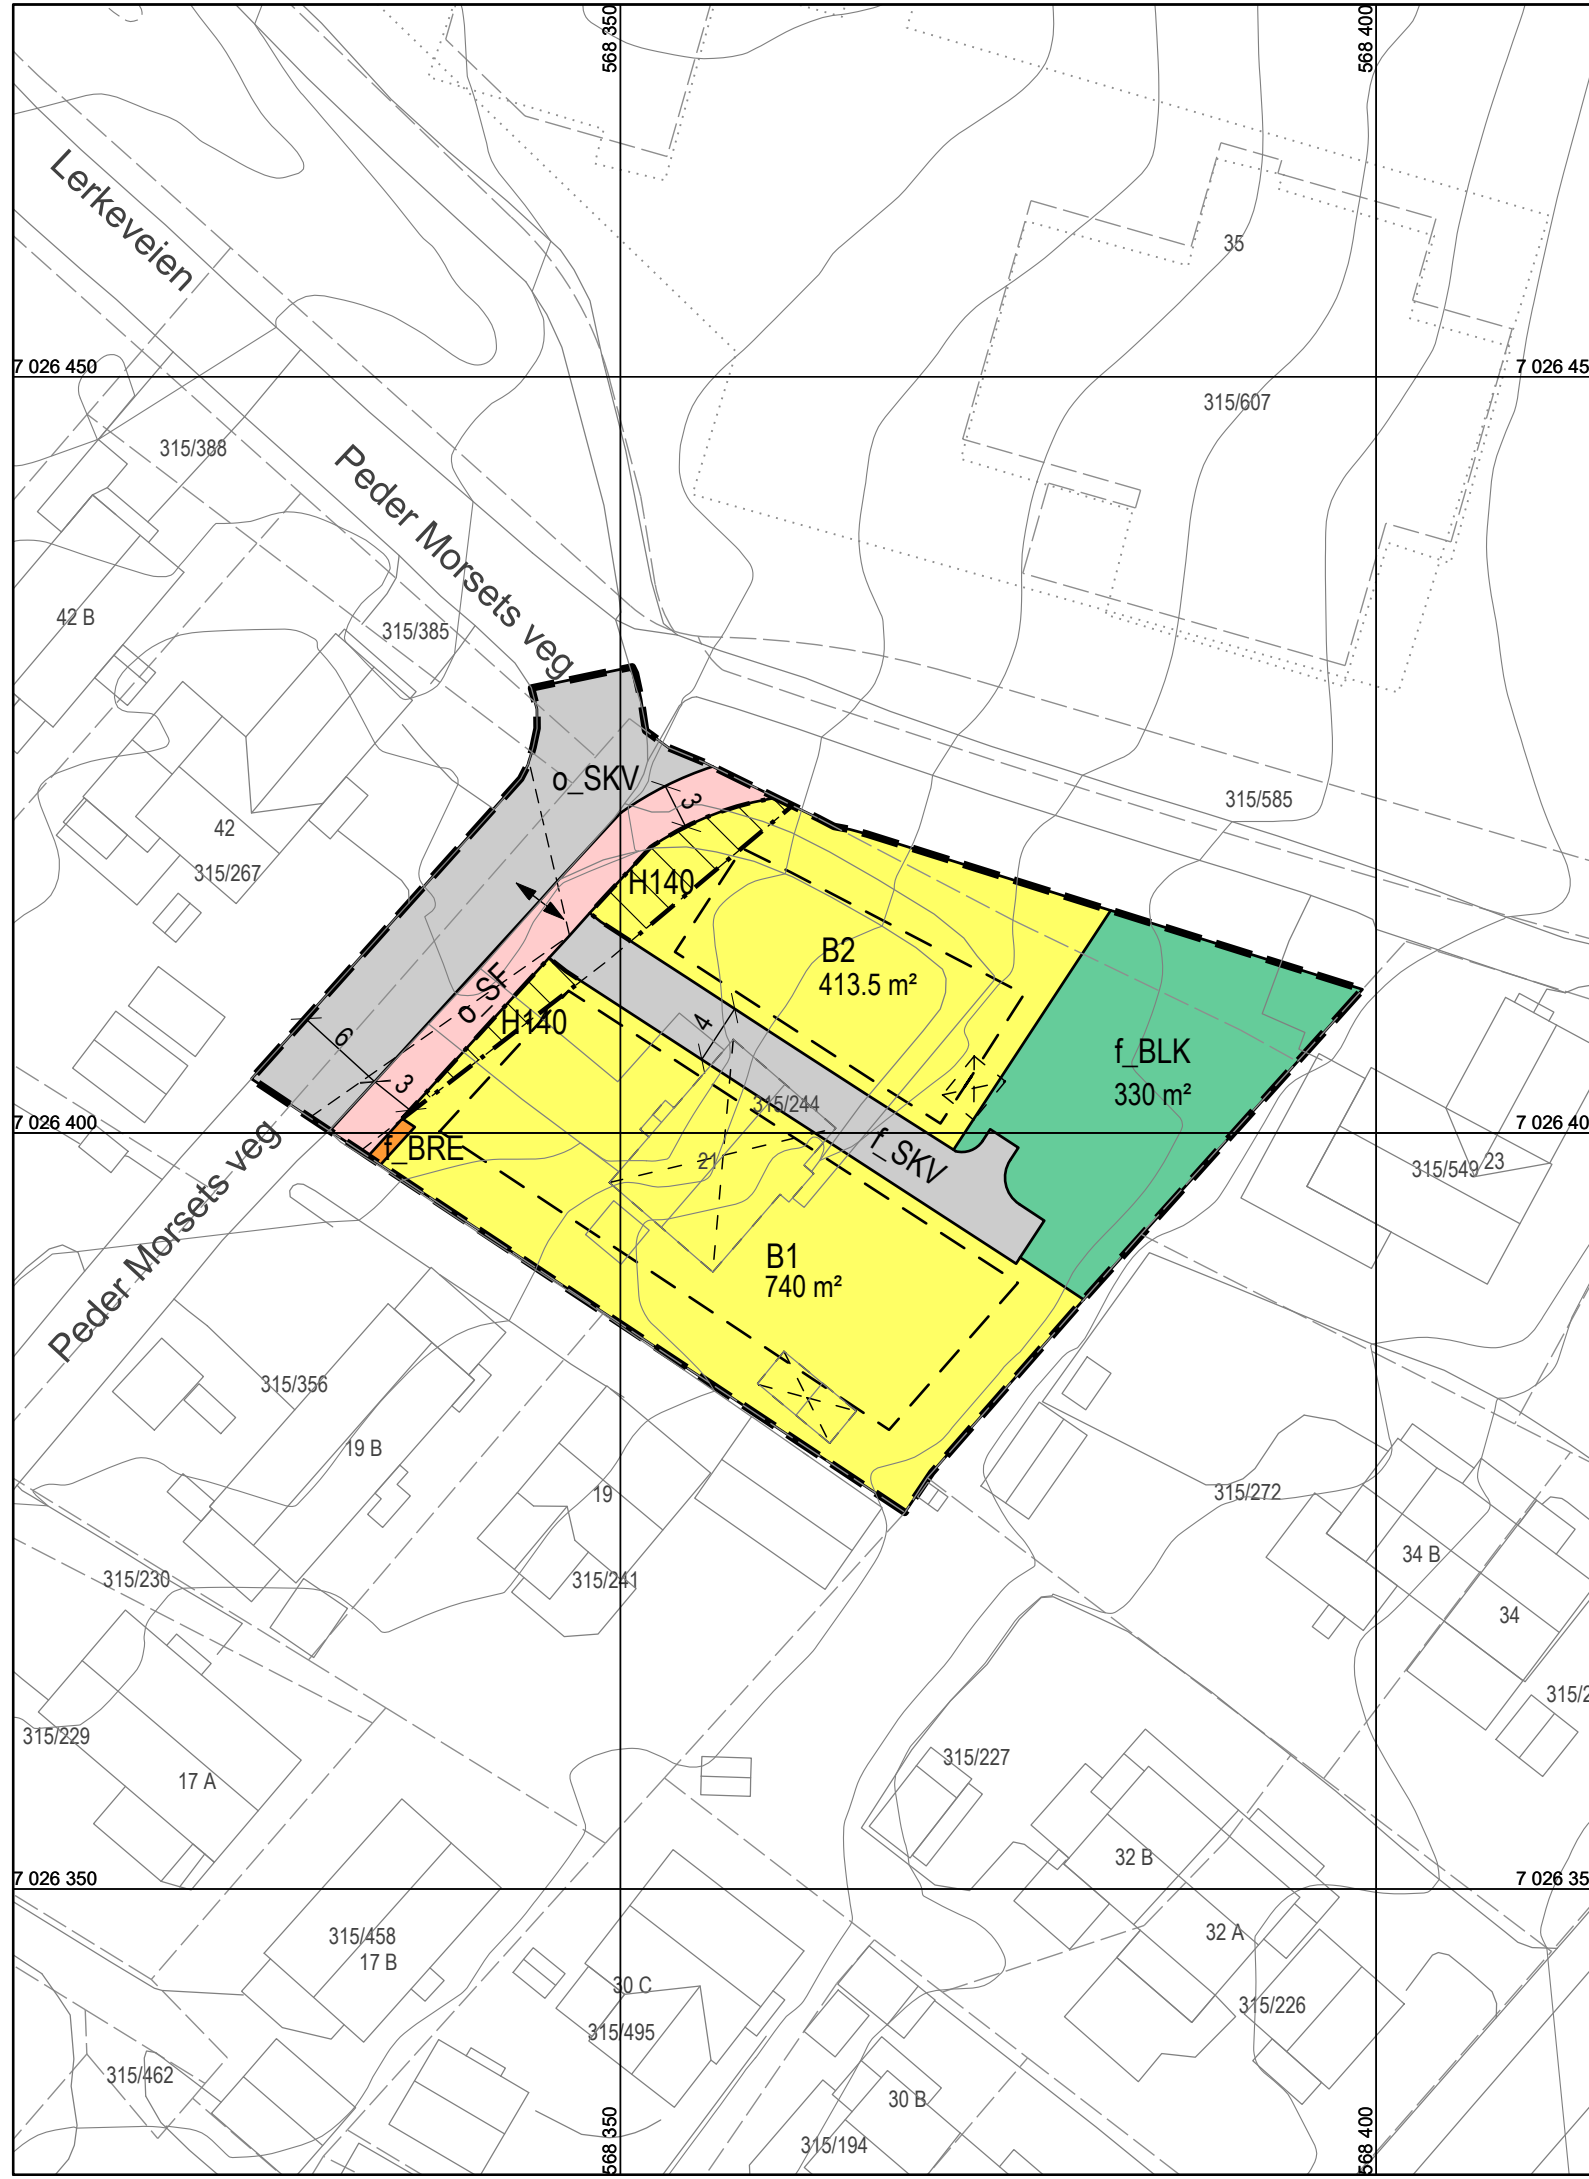 568 350
568 400
Lerkeveien
35
7 026 450
7 026 45
315/607
315/388
Peder Morsets veg
42 B
315/385
o_SKV
3
315/585
42
315/267
H140
B2
413.5 m²
o_SF
H140
4
6
f_BLK
330 m²
3
315/244
7 026 400
7 026 40
f_BRE
f_SKV
21
315/549
23
Peder Morsets veg
B1
740 m²
315/356
19 B
19
315/272
34 B
315/230
315/241
34
315/2
315/229
315/227
17 A
32 B
7 026 350
7 026 35
315/458
17 B
32 A
30 C
315/226
315/495
315/462
30 B
315/194
568 350
568 400